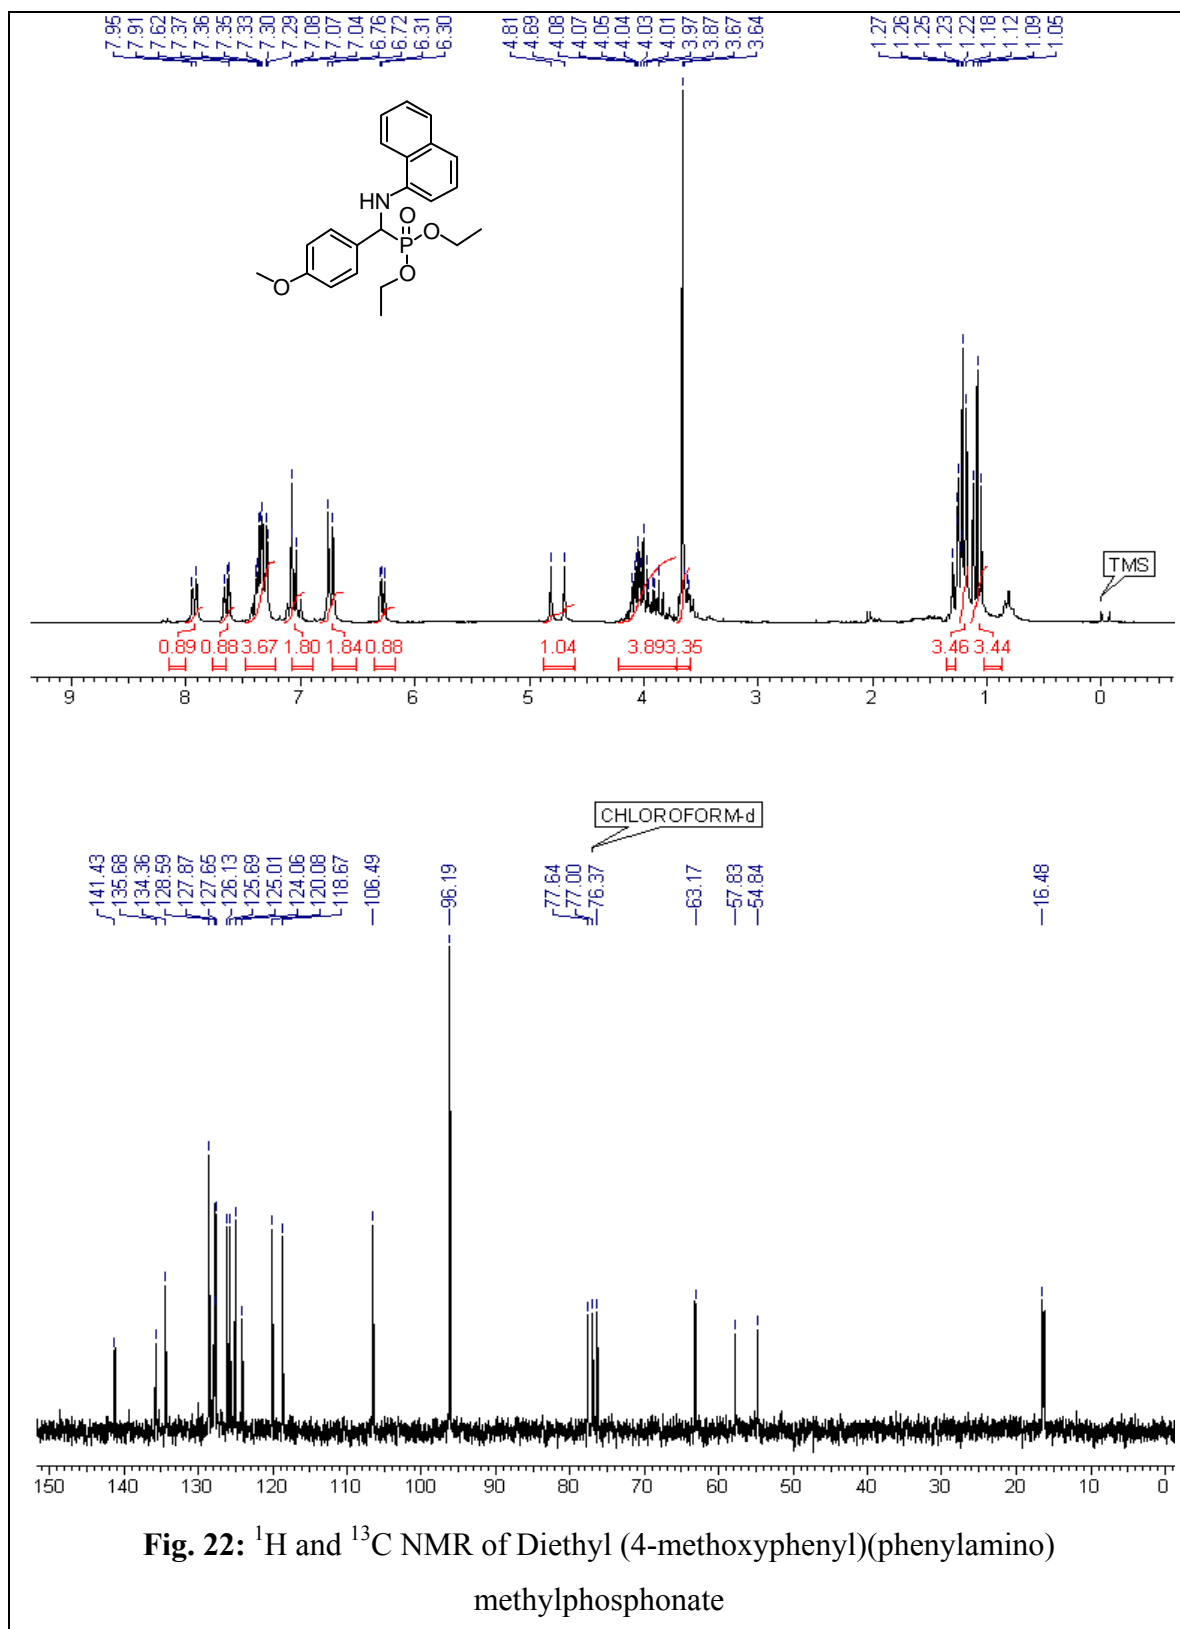 7.95 7.91 7.62 7.37 7.36 7.35 7.33 7.30 7.29 7.08 7.07 7.04 6.76 6.72 6.31 6.30 4.81 4.69 4.08 4.07 4.05 4.04 4.03 4.01 3.97 3.87 3.67 3.64 1.27 1.26 1.25 1.23 1.22 1.18 1.12 1.09 1.05
HN
O
P
O
O
O
TMS
0.89 0.88 3.67 1.80 1.84 0.88 1.04 3.89 3.35 3.46 3.44
9 8 7 6 5 4 3 2 1 0
CHLOROFORM-d
141.43 135.68 134.36 128.59 127.87 127.65 126.13 125.69 125.01 124.06 120.08 118.67 106.49 96.19 77.64 77.00 76.37 63.17 57.83 54.84 16.48
150 140 130 120 110 100 90 80 70 60 50 40 30 20 10 0
Fig. 22: ¹H and ¹³C NMR of Diethyl (4-methoxyphenyl)(phenylamino)
methylphosphonate